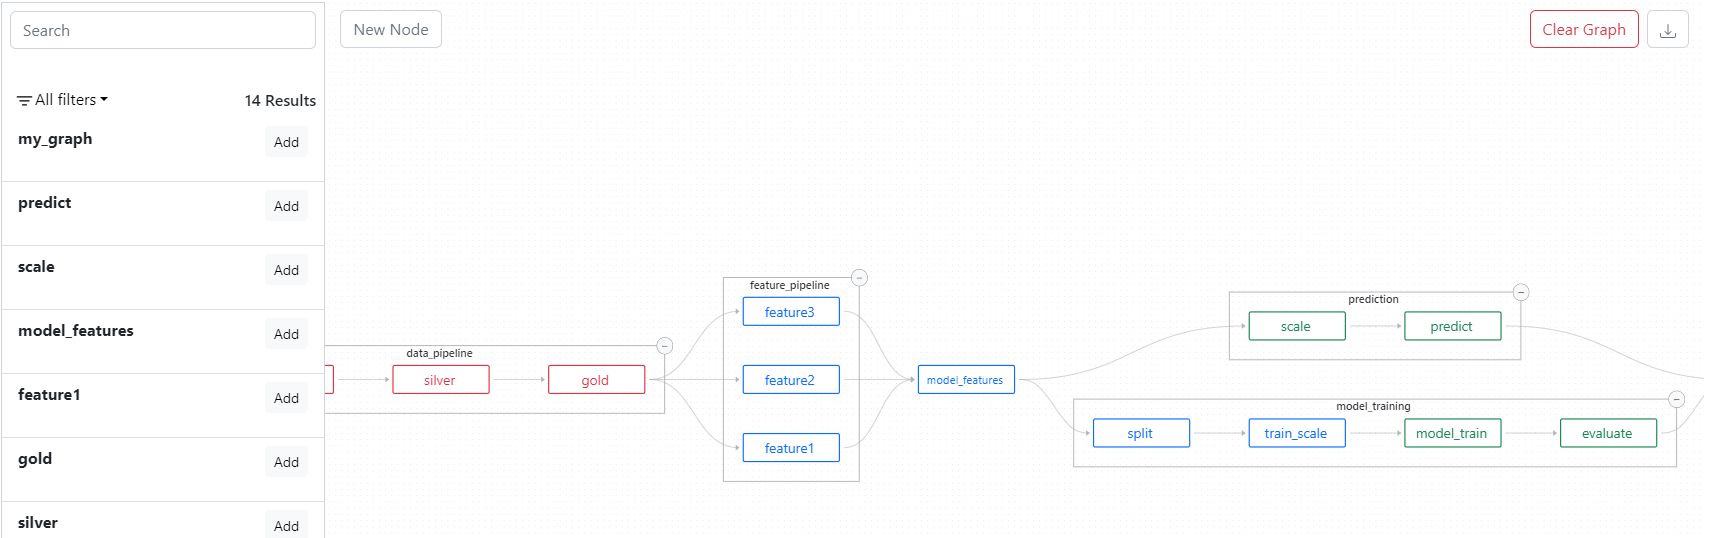 Search
New Node
Clear Graph
All filters
14 Results
my_graph
Add
predict
Add
scale
Add
model_features
Add
feature1
Add
gold
Add
silver
Add
data_pipeline
silver
gold
feature_pipeline
feature3
feature2
feature1
model_features
prediction
scale
predict
model_training
split
train_scale
model_train
evaluate